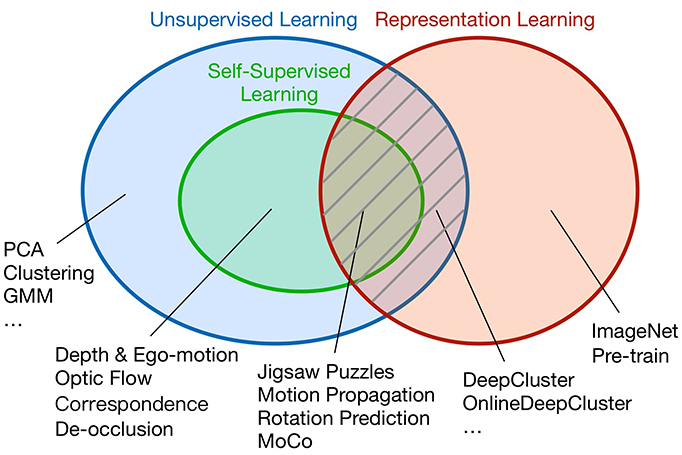 Unsupervised Learning
Representation Learning
Self-Supervised
Learning
PCA
Clustering
GMM
...
Depth & Ego-motion
Optic Flow
Correspondence
De-occlusion
Jigsaw Puzzles
Motion Propagation
Rotation Prediction
MoCo
DeepCluster
OnlineDeepCluster
...
ImageNet
Pre-train